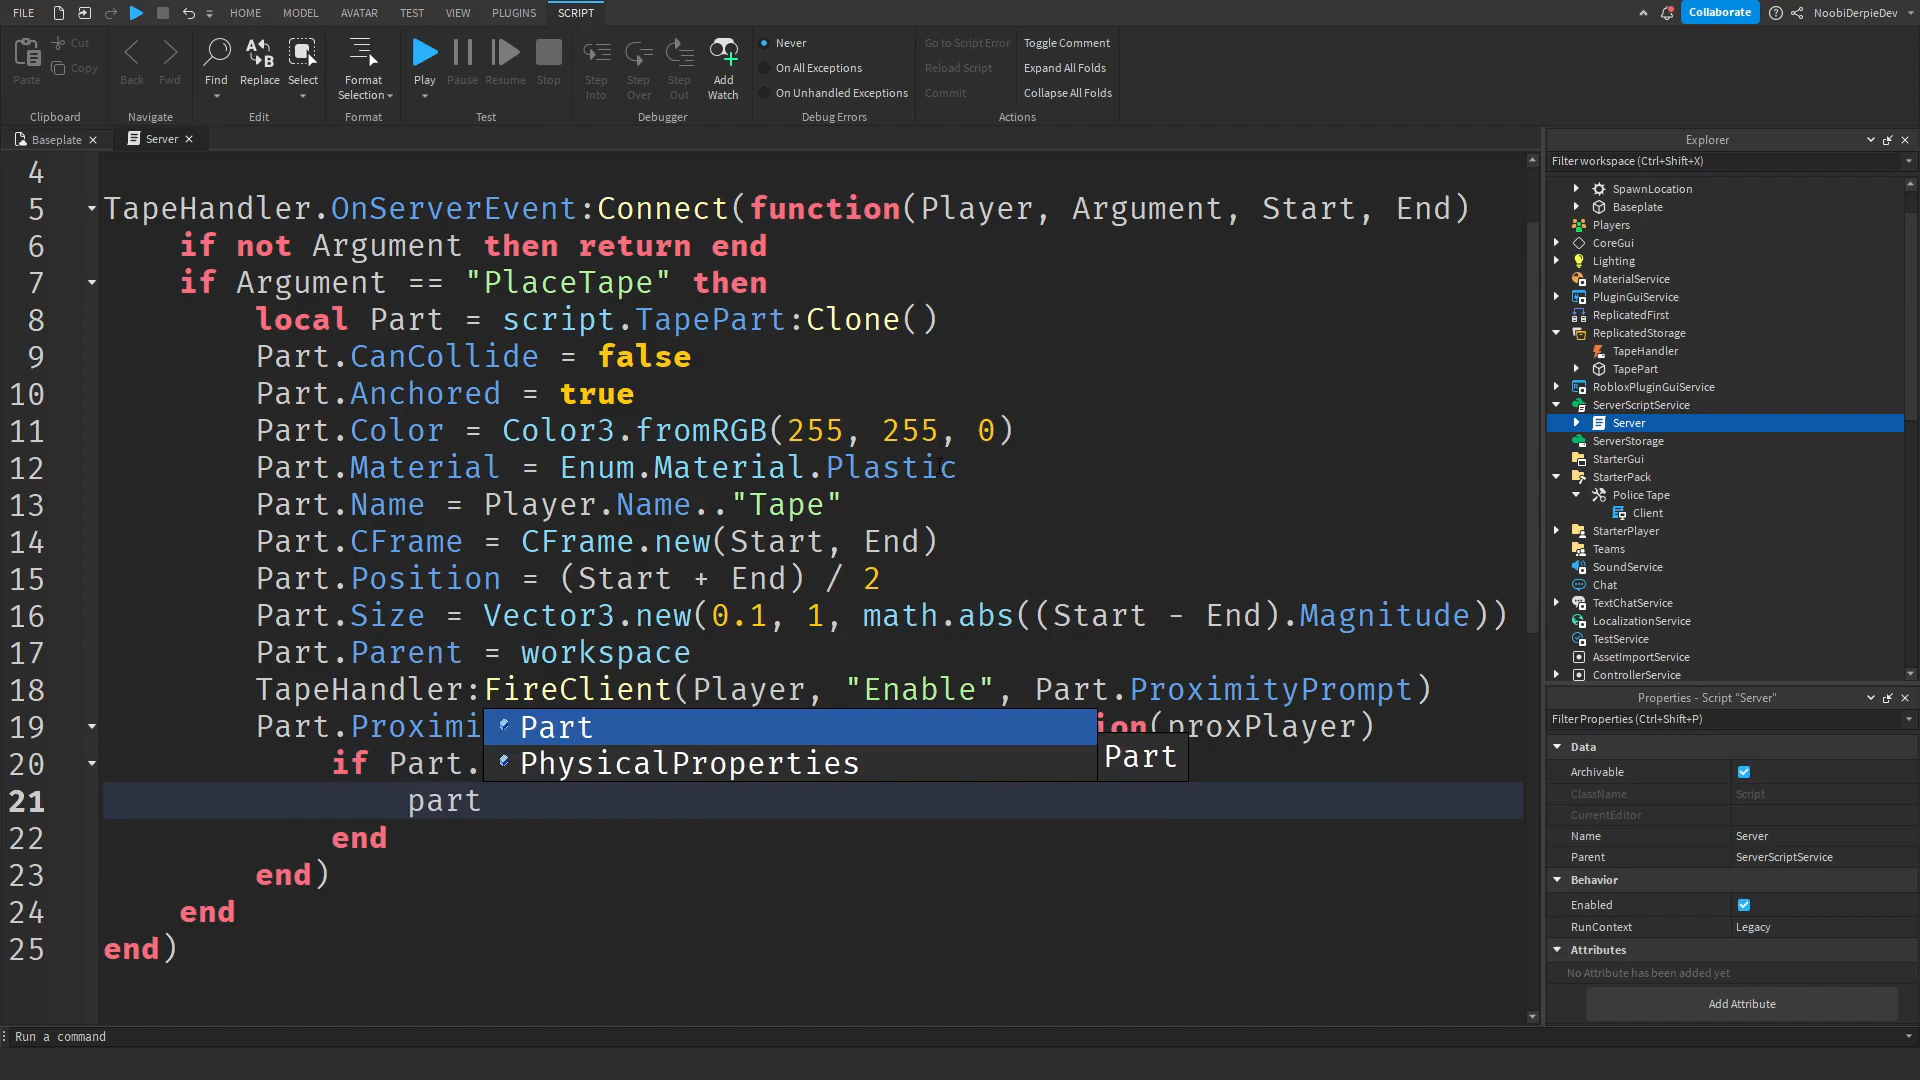 FILE HOME MODEL AVATAR TEST VIEW PLUGINS SCRIPT Collaborate NoobiDerpieDev
Paste Cut Copy
Back Fwd
Find Replace Select
Format Selection
Play Pause Resume Stop
Step Into Step Over Step Out Add Watch
Never
On All Exceptions
On Unhandled Exceptions
Go to Script Error
Reload Script
Commit
Toggle Comment
Expand All Folds
Collapse All Folds
Clipboard Navigate Edit Format Test Debugger Debug Errors Actions
Baseplate Server
4
5 TapeHandler.OnServerEvent:Connect(function(Player, Argument, Start, End)
6 if not Argument then return end
7 if Argument == "PlaceTape" then
8 local Part = script.TapePart:Clone()
9 Part.CanCollide = false
10 Part.Anchored = true
11 Part.Color = Color3.fromRGB(255, 255, 0)
12 Part.Material = Enum.Material.Plastic
13 Part.Name = Player.Name.."Tape"
14 Part.CFrame = CFrame.new(Start, End)
15 Part.Position = (Start + End) / 2
16 Part.Size = Vector3.new(0.1, 1, math.abs((Start - End).Magnitude))
17 Part.Parent = workspace
18 TapeHandler:FireClient(Player, "Enable", Part.ProximityPrompt)
19 Part.Proximi ion(proxPlayer)
20 if Part.
21 part
22 end
23 end)
24 end
25 end)
Part
PhysicalProperties
Part
Run a command
Explorer
Filter workspace (Ctrl+Shift+X)
SpawnLocation
Baseplate
Players
CoreGui
Lighting
MaterialService
PluginGuiService
ReplicatedFirst
ReplicatedStorage
TapeHandler
TapePart
RobloxPluginGuiService
ServerScriptService
Server
ServerStorage
StarterGui
StarterPack
Police Tape
Client
StarterPlayer
Teams
SoundService
Chat
TextChatService
LocalizationService
TestService
AssetImportService
ControllerService
Properties - Script "Server"
Filter Properties (Ctrl+Shift+P)
Data
Archivable
ClassName Script
CurrentEditor
Name Server
Parent ServerScriptService
Behavior
Enabled
RunContext Legacy
Attributes
No Attribute has been added yet
Add Attribute